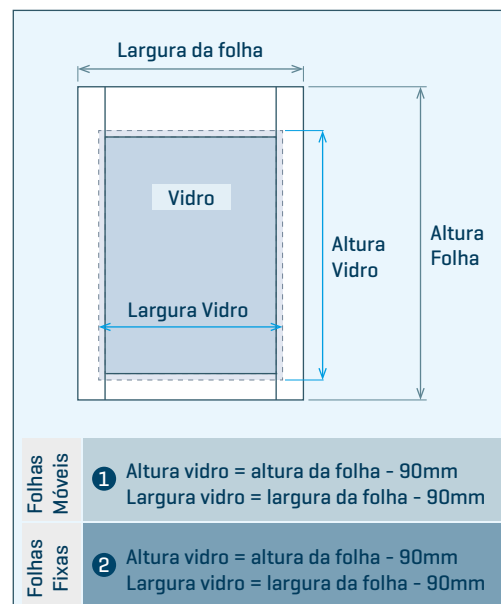 Largura da folha
Vidro
Altura
Vidro
Altura
Folha
Largura Vidro
Folhas
Móveis
1
Altura vidro = altura da folha - 90mm
Largura vidro = largura da folha - 90mm
Folhas
Fixas
2
Altura vidro = altura da folha - 90mm
Largura vidro = largura da folha - 90mm